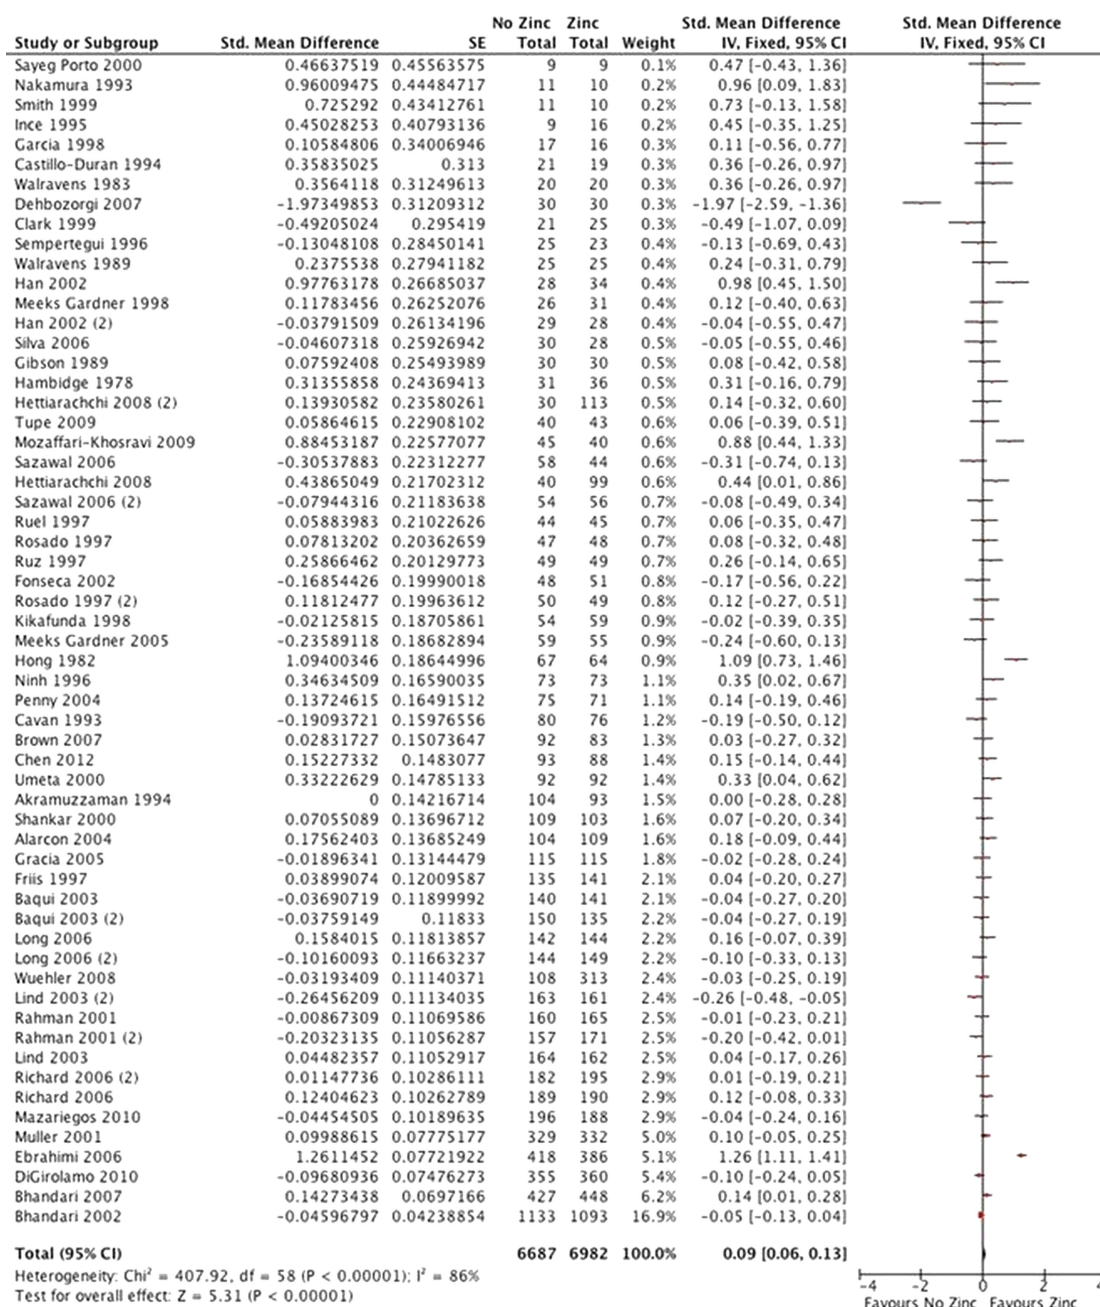 No Zinc Zinc Std. Mean Difference Std. Mean Difference
Study or Subgroup Std. Mean Difference SE Total Total Weight IV, Fixed, 95% CI IV, Fixed, 95% CI
Sayeg Porto 2000 0.46637519 0.45563575 9 9 0.1% 0.47 [-0.43, 1.36]
Nakamura 1993 0.96009475 0.44484717 11 10 0.2% 0.96 [0.09, 1.83]
Smith 1999 0.725292 0.43412761 11 10 0.2% 0.73 [-0.13, 1.58]
Ince 1995 0.45028253 0.40793136 9 16 0.2% 0.45 [-0.35, 1.25]
Garcia 1998 0.10584806 0.34006946 17 16 0.3% 0.11 [-0.56, 0.77]
Castillo-Duran 1994 0.35835025 0.313 21 19 0.3% 0.36 [-0.26, 0.97]
Walravens 1983 0.3564118 0.31249613 20 20 0.3% 0.36 [-0.26, 0.97]
Dehbozorgi 2007 -1.97349853 0.31209312 30 30 0.3% -1.97 [-2.59, -1.36]
Clark 1999 -0.49205024 0.295419 21 25 0.3% -0.49 [-1.07, 0.09]
Sempertegui 1996 -0.13048108 0.28450141 25 23 0.4% -0.13 [-0.69, 0.43]
Walravens 1989 0.2375538 0.27941182 25 25 0.4% 0.24 [-0.31, 0.79]
Han 2002 0.97763178 0.26685037 28 34 0.4% 0.98 [0.45, 1.50]
Meeks Gardner 1998 0.11783456 0.26252076 26 31 0.4% 0.12 [-0.40, 0.63]
Han 2002 (2) -0.03791509 0.26134196 29 28 0.4% -0.04 [-0.55, 0.47]
Silva 2006 -0.04607318 0.25926942 30 28 0.5% -0.05 [-0.55, 0.46]
Gibson 1989 0.07592408 0.25493989 30 30 0.5% 0.08 [-0.42, 0.58]
Hambidge 1978 0.31355858 0.24369413 31 36 0.5% 0.31 [-0.16, 0.79]
Hettiarachchi 2008 (2) 0.13930582 0.23580261 30 113 0.5% 0.14 [-0.32, 0.60]
Tupe 2009 0.05864615 0.22908102 40 43 0.6% 0.06 [-0.39, 0.51]
Mozaffari-Khosravi 2009 0.88453187 0.22577077 45 40 0.6% 0.88 [0.44, 1.33]
Sazawal 2006 -0.30537883 0.22312277 58 44 0.6% -0.31 [-0.74, 0.13]
Hettiarachchi 2008 0.43865049 0.21702312 40 99 0.6% 0.44 [0.01, 0.86]
Sazawal 2006 (2) -0.07944316 0.21183638 54 56 0.7% -0.08 [-0.49, 0.34]
Ruel 1997 0.05883983 0.21022626 44 45 0.7% 0.06 [-0.35, 0.47]
Rosado 1997 0.07813202 0.20362659 47 48 0.7% 0.08 [-0.32, 0.48]
Ruz 1997 0.25866462 0.20129773 49 49 0.7% 0.26 [-0.14, 0.65]
Fonseca 2002 -0.16854426 0.19990018 48 51 0.8% -0.17 [-0.56, 0.22]
Rosado 1997 (2) 0.11812477 0.19963612 50 49 0.8% 0.12 [-0.27, 0.51]
Kikafunda 1998 -0.02125815 0.18705861 54 59 0.9% -0.02 [-0.39, 0.35]
Meeks Gardner 2005 -0.23589118 0.18682894 59 55 0.9% -0.24 [-0.60, 0.13]
Hong 1982 1.09400346 0.18644996 67 64 0.9% 1.09 [0.73, 1.46]
Ninh 1996 0.34634509 0.16590035 73 73 1.1% 0.35 [0.02, 0.67]
Penny 2004 0.13724615 0.16491512 75 71 1.1% 0.14 [-0.19, 0.46]
Cavan 1993 -0.19093721 0.15976556 80 76 1.2% -0.19 [-0.50, 0.12]
Brown 2007 0.02831727 0.15073647 92 83 1.3% 0.03 [-0.27, 0.32]
Chen 2012 0.15227332 0.1483077 93 88 1.4% 0.15 [-0.14, 0.44]
Umeta 2000 0.33222629 0.14785133 92 92 1.4% 0.33 [0.04, 0.62]
Akramuzzaman 1994 0 0.14216714 104 93 1.5% 0.00 [-0.28, 0.28]
Shankar 2000 0.07055089 0.13696712 109 103 1.6% 0.07 [-0.20, 0.34]
Alarcon 2004 0.17562403 0.13685249 104 109 1.6% 0.18 [-0.09, 0.44]
Gracia 2005 -0.01896341 0.13144479 115 115 1.8% -0.02 [-0.28, 0.24]
Friis 1997 0.03899074 0.12009587 135 141 2.1% 0.04 [-0.20, 0.27]
Baqui 2003 -0.03690719 0.11899992 140 141 2.1% -0.04 [-0.27, 0.20]
Baqui 2003 (2) -0.03759149 0.11833 150 135 2.2% -0.04 [-0.27, 0.19]
Long 2006 0.1584015 0.11813857 142 144 2.2% 0.16 [-0.07, 0.39]
Long 2006 (2) -0.10160093 0.11663237 144 149 2.2% -0.10 [-0.33, 0.13]
Wuehler 2008 -0.03193409 0.11140371 108 313 2.4% -0.03 [-0.25, 0.19]
Lind 2003 (2) -0.26456209 0.11134035 163 161 2.4% -0.26 [-0.48, -0.05]
Rahman 2001 -0.00867309 0.11069586 160 165 2.5% -0.01 [-0.23, 0.21]
Rahman 2001 (2) -0.20323135 0.11056287 157 171 2.5% -0.20 [-0.42, 0.01]
Lind 2003 0.04482357 0.11052917 164 162 2.5% 0.04 [-0.17, 0.26]
Richard 2006 (2) 0.01147736 0.10286111 182 195 2.9% 0.01 [-0.19, 0.21]
Richard 2006 0.12404623 0.10262789 189 190 2.9% 0.12 [-0.08, 0.33]
Mazariegos 2010 -0.04454505 0.10189635 196 188 2.9% -0.04 [-0.24, 0.16]
Muller 2001 0.09988615 0.07775177 329 332 5.0% 0.10 [-0.05, 0.25]
Ebrahimi 2006 1.2611452 0.07721922 418 386 5.1% 1.26 [1.11, 1.41]
DiGirolamo 2010 -0.09680936 0.07476273 355 360 5.4% -0.10 [-0.24, 0.05]
Bhandari 2007 0.14273438 0.0697166 427 448 6.2% 0.14 [0.01, 0.28]
Bhandari 2002 -0.04596797 0.04238854 1133 1093 16.9% -0.05 [-0.13, 0.04]
Total (95% CI) 6687 6982 100.0% 0.09 [0.06, 0.13]
Heterogeneity: Chi² = 407.92, df = 58 (P < 0.00001); I² = 86%
Test for overall effect: Z = 5.31 (P < 0.00001)
-4 -2 0 2 4
Favours No Zinc Favours Zinc